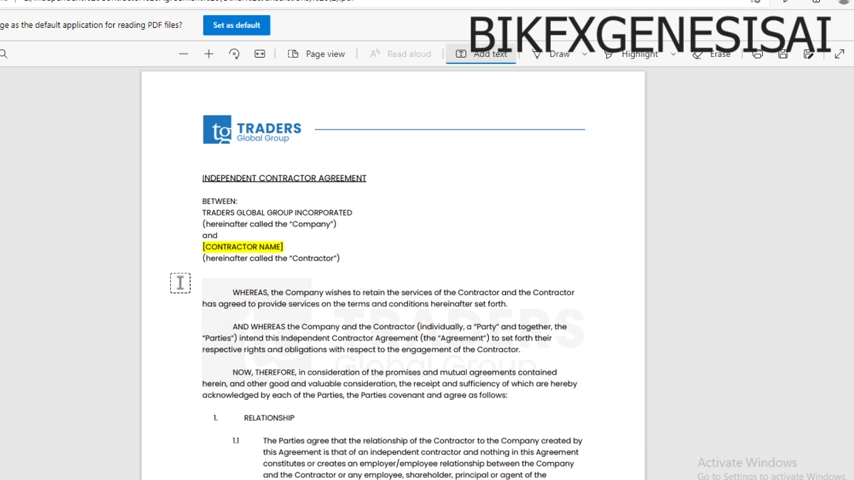 ge as the default application for reading PDF files?
Set as default
BIKFXGENESISAI
Page view
Read aloud
Add text
Draw
Highlight
Erase
tg TRADERS
Global Group
INDEPENDENT CONTRACTOR AGREEMENT
BETWEEN:
TRADERS GLOBAL GROUP INCORPORATED
(hereinafter called the “Company”)
and
[CONTRACTOR NAME]
(hereinafter called the “Contractor”)
WHEREAS, the Company wishes to retain the services of the Contractor and the Contractor
has agreed to provide services on the terms and conditions hereinafter set forth.
AND WHEREAS the Company and the Contractor (individually, a “Party” and together, the
“Parties”) intend this Independent Contractor Agreement (the “Agreement”) to set forth their
respective rights and obligations with respect to the engagement of the Contractor.
TRADERS
Global Group
NOW, THEREFORE, in consideration of the promises and mutual agreements contained
herein, and other good and valuable consideration, the receipt and sufficiency of which are hereby
acknowledged by each of the Parties, the Parties covenant and agree as follows:
1. RELATIONSHIP
1.1 The Parties agree that the relationship of the Contractor to the Company created by
this Agreement is that of an independent contractor and nothing in this Agreement
constitutes or creates an employer/employee relationship between the Company
and the Contractor or any employee, shareholder, principal or agent of the
Activate Windows
Go to Settings to activate Windows.